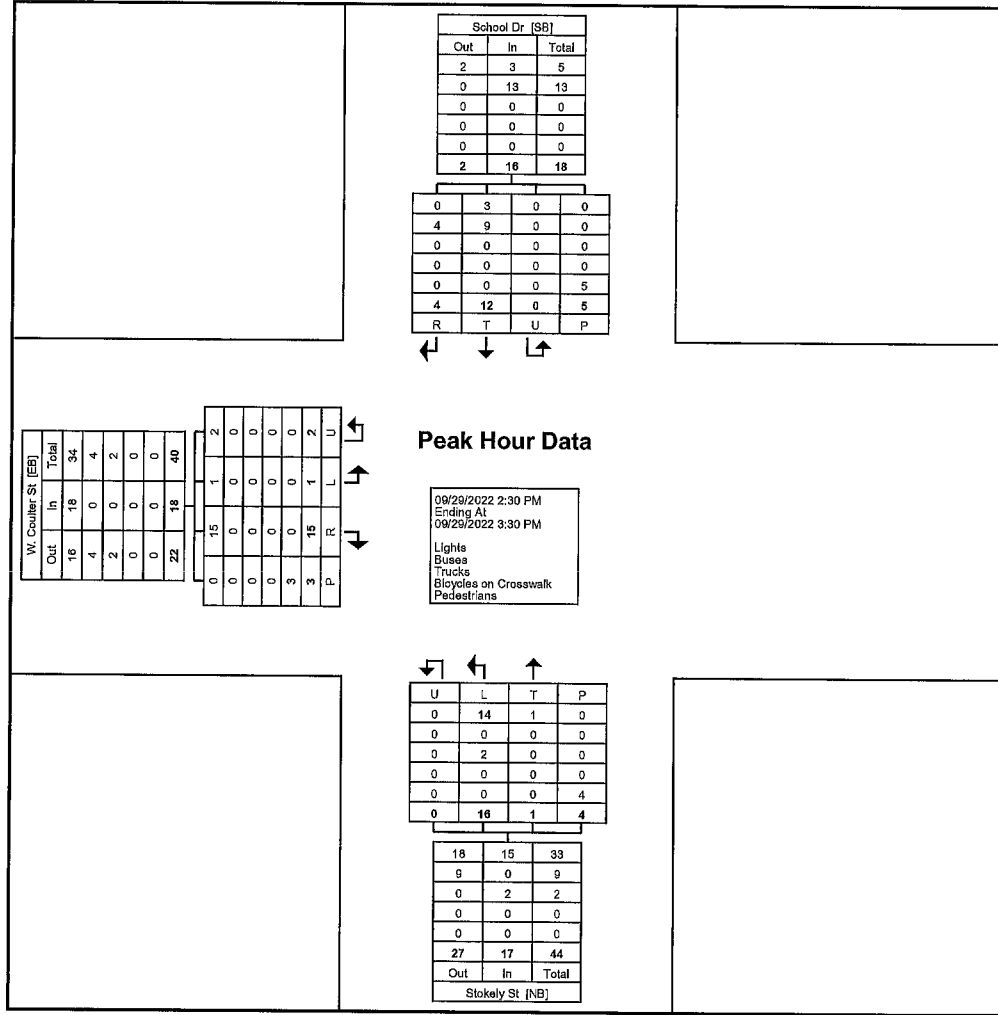 School Dr [SB]
Out In Total
2 3 5
0 13 13
0 0 0
0 0 0
0 0 0
2 16 18
0 3 0 0
4 9 0 0
0 0 0 0
0 0 0 0
0 0 0 5
4 12 0 5
R T U P
W. Coulter St [EB]
Out In Total
16 18 34
4 0 4
2 0 2
0 0 0
0 0 0
22 18 40
0 15 1 2
0 0 0 0
0 0 0 0
0 0 0 0
3 0 0 0
3 15 1 2
P R L U
Peak Hour Data
09/29/2022 2:30 PM
Ending At
09/29/2022 3:30 PM
Lights
Buses
Trucks
Bicycles on Crosswalk
Pedestrians
U L T P
0 14 1 0
0 0 0 0
0 2 0 0
0 0 0 0
0 0 0 4
0 16 1 4
18 15 33
9 0 9
0 2 2
0 0 0
0 0 0
27 17 44
Out In Total
Stokely St [NB]